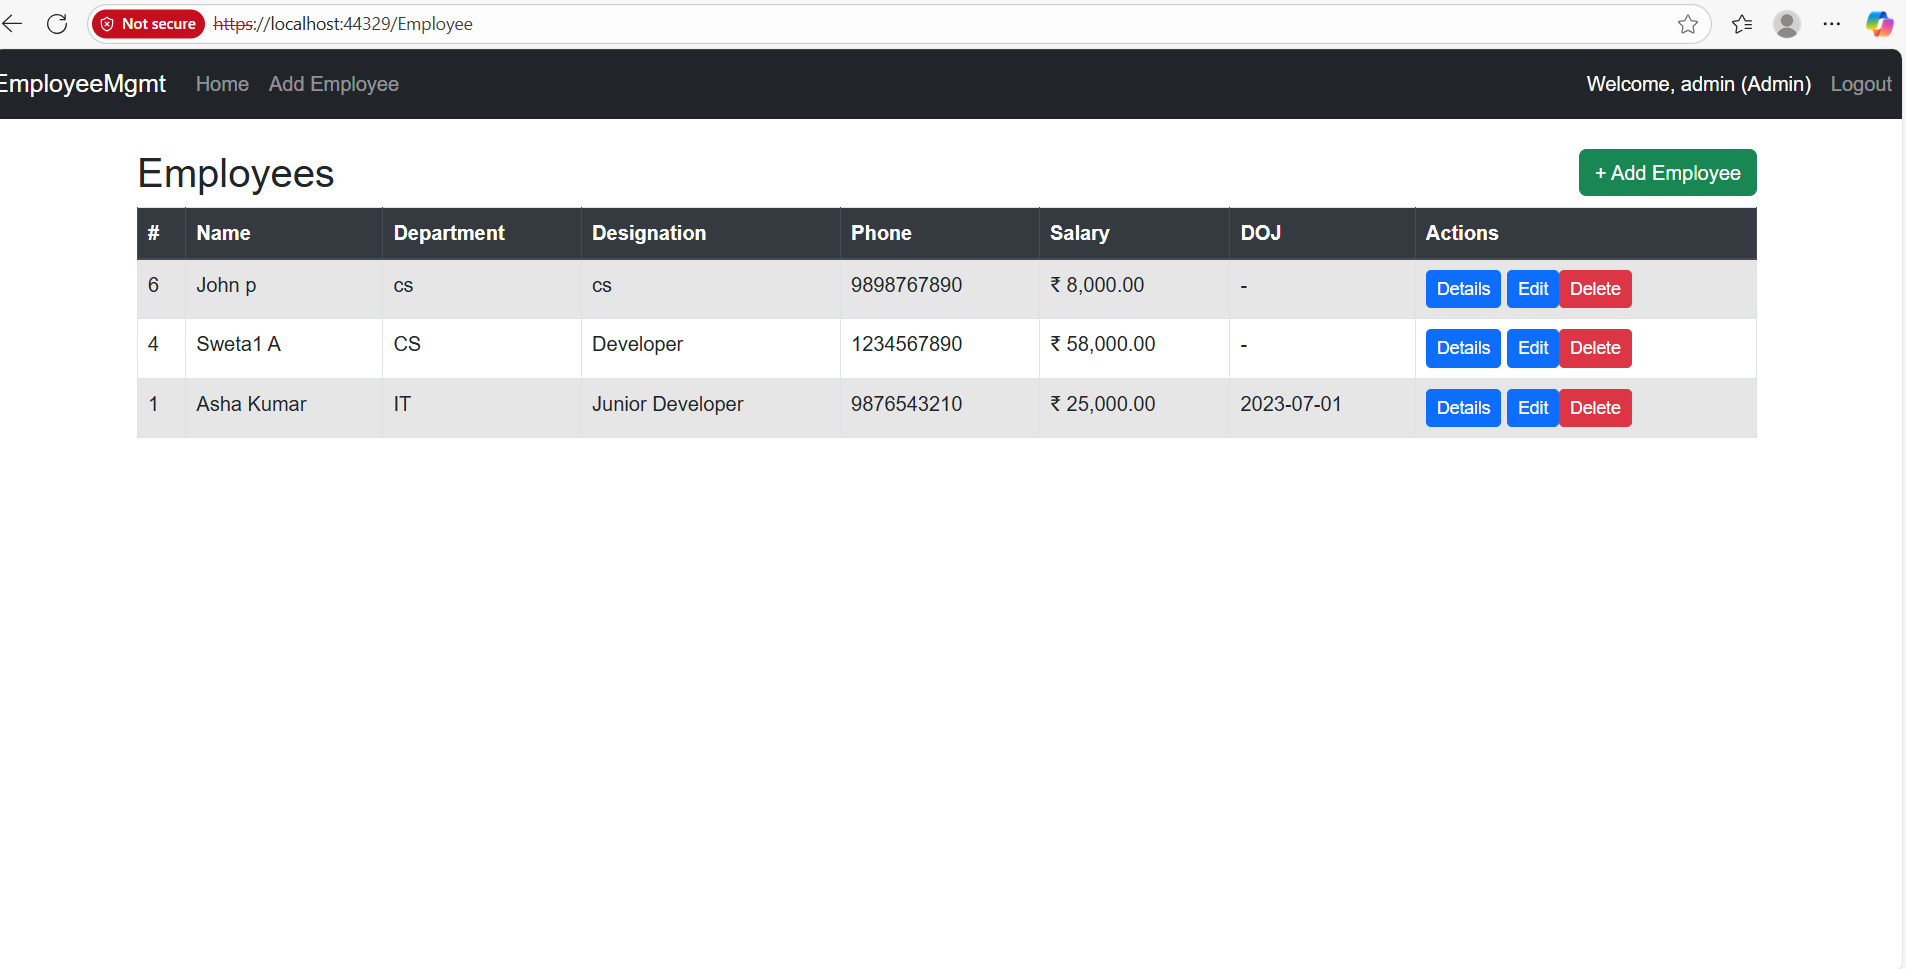 Not secure https://localhost:44329/Employee
EmployeeMgmt Home Add Employee Welcome, admin (Admin) Logout
Employees + Add Employee
# Name Department Designation Phone Salary DOJ Actions
6 John p cs cs 9898767890 ₹ 8,000.00 - Details Edit Delete
4 Sweta1 A CS Developer 1234567890 ₹ 58,000.00 - Details Edit Delete
1 Asha Kumar IT Junior Developer 9876543210 ₹ 25,000.00 2023-07-01 Details Edit Delete